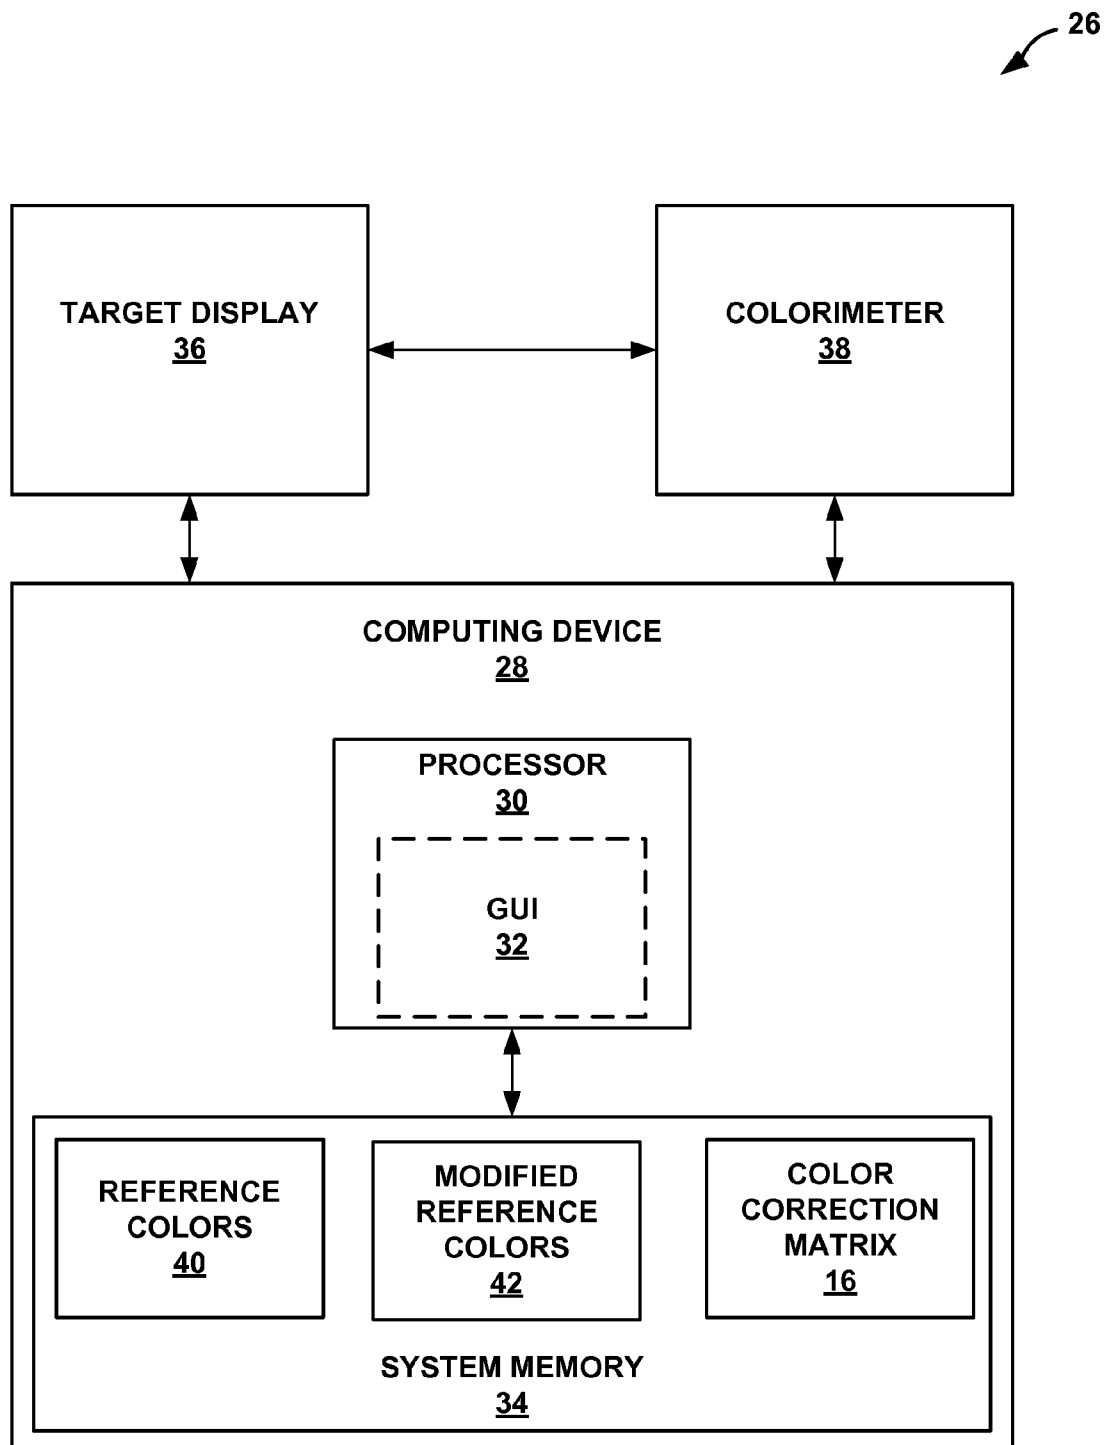 26
TARGET DISPLAY
36
COLORIMETER
38
COMPUTING DEVICE
28
PROCESSOR
30
GUI
32
REFERENCE
COLORS
40
MODIFIED
REFERENCE
COLORS
42
COLOR
CORRECTION
MATRIX
16
SYSTEM MEMORY
34